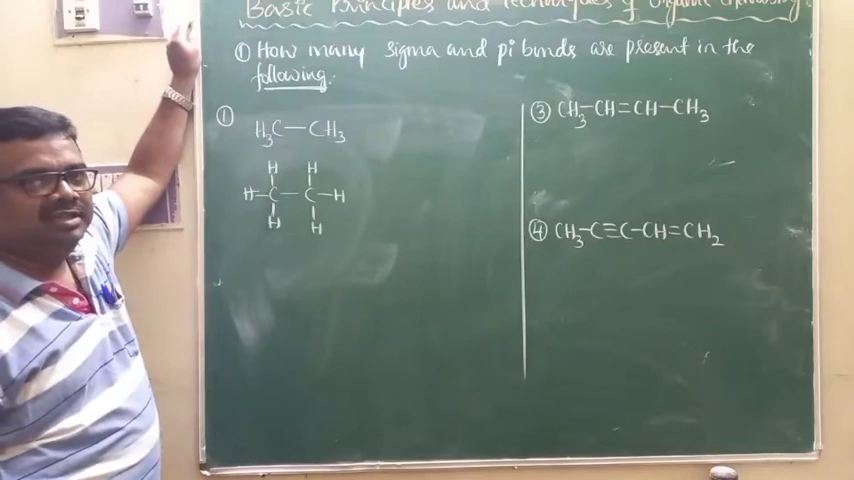 Basic Principles and Techniques of Organic Chemistry
① How many sigma and pi bonds are present in the
following.
① H₃C—CH₃
H H
H—C—C—H
H H
③ CH₃—CH=CH—CH₃
④ CH₃—C≡C—CH=CH₂